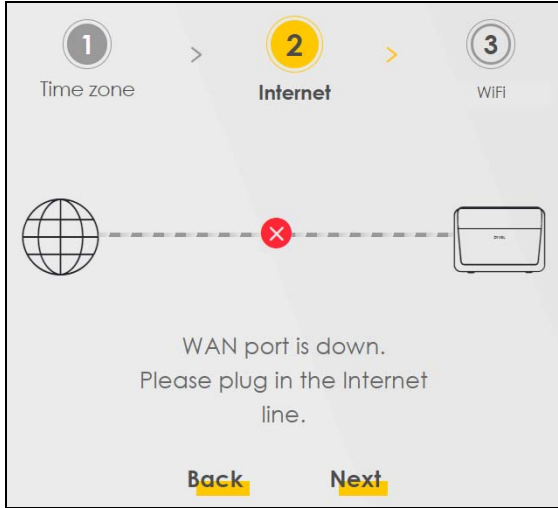 1 > 2 > 3
Time zone Internet WiFi
ZYXEL
WAN port is down.
Please plug in the Internet
line.
Back Next